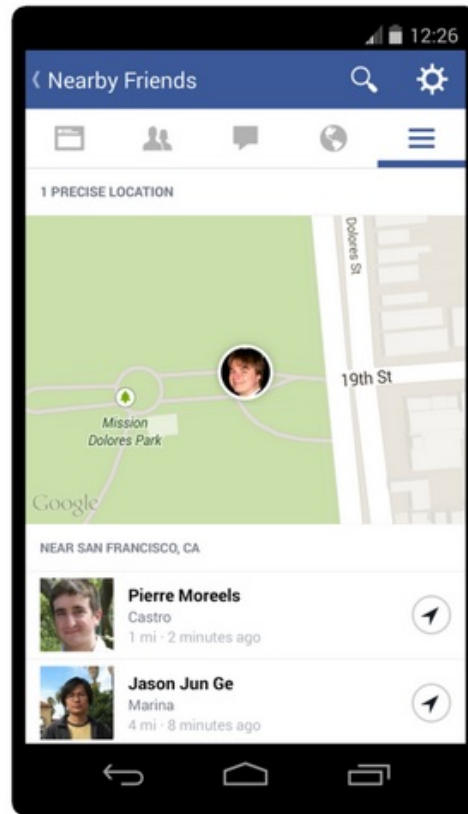 12:26
Nearby Friends
1 PRECISE LOCATION
Dolores St
19th St
Mission
Dolores Park
Google
NEAR SAN FRANCISCO, CA
Pierre Moreels
Castro
1 mi · 2 minutes ago
Jason Jun Ge
Marina
4 mi · 8 minutes ago